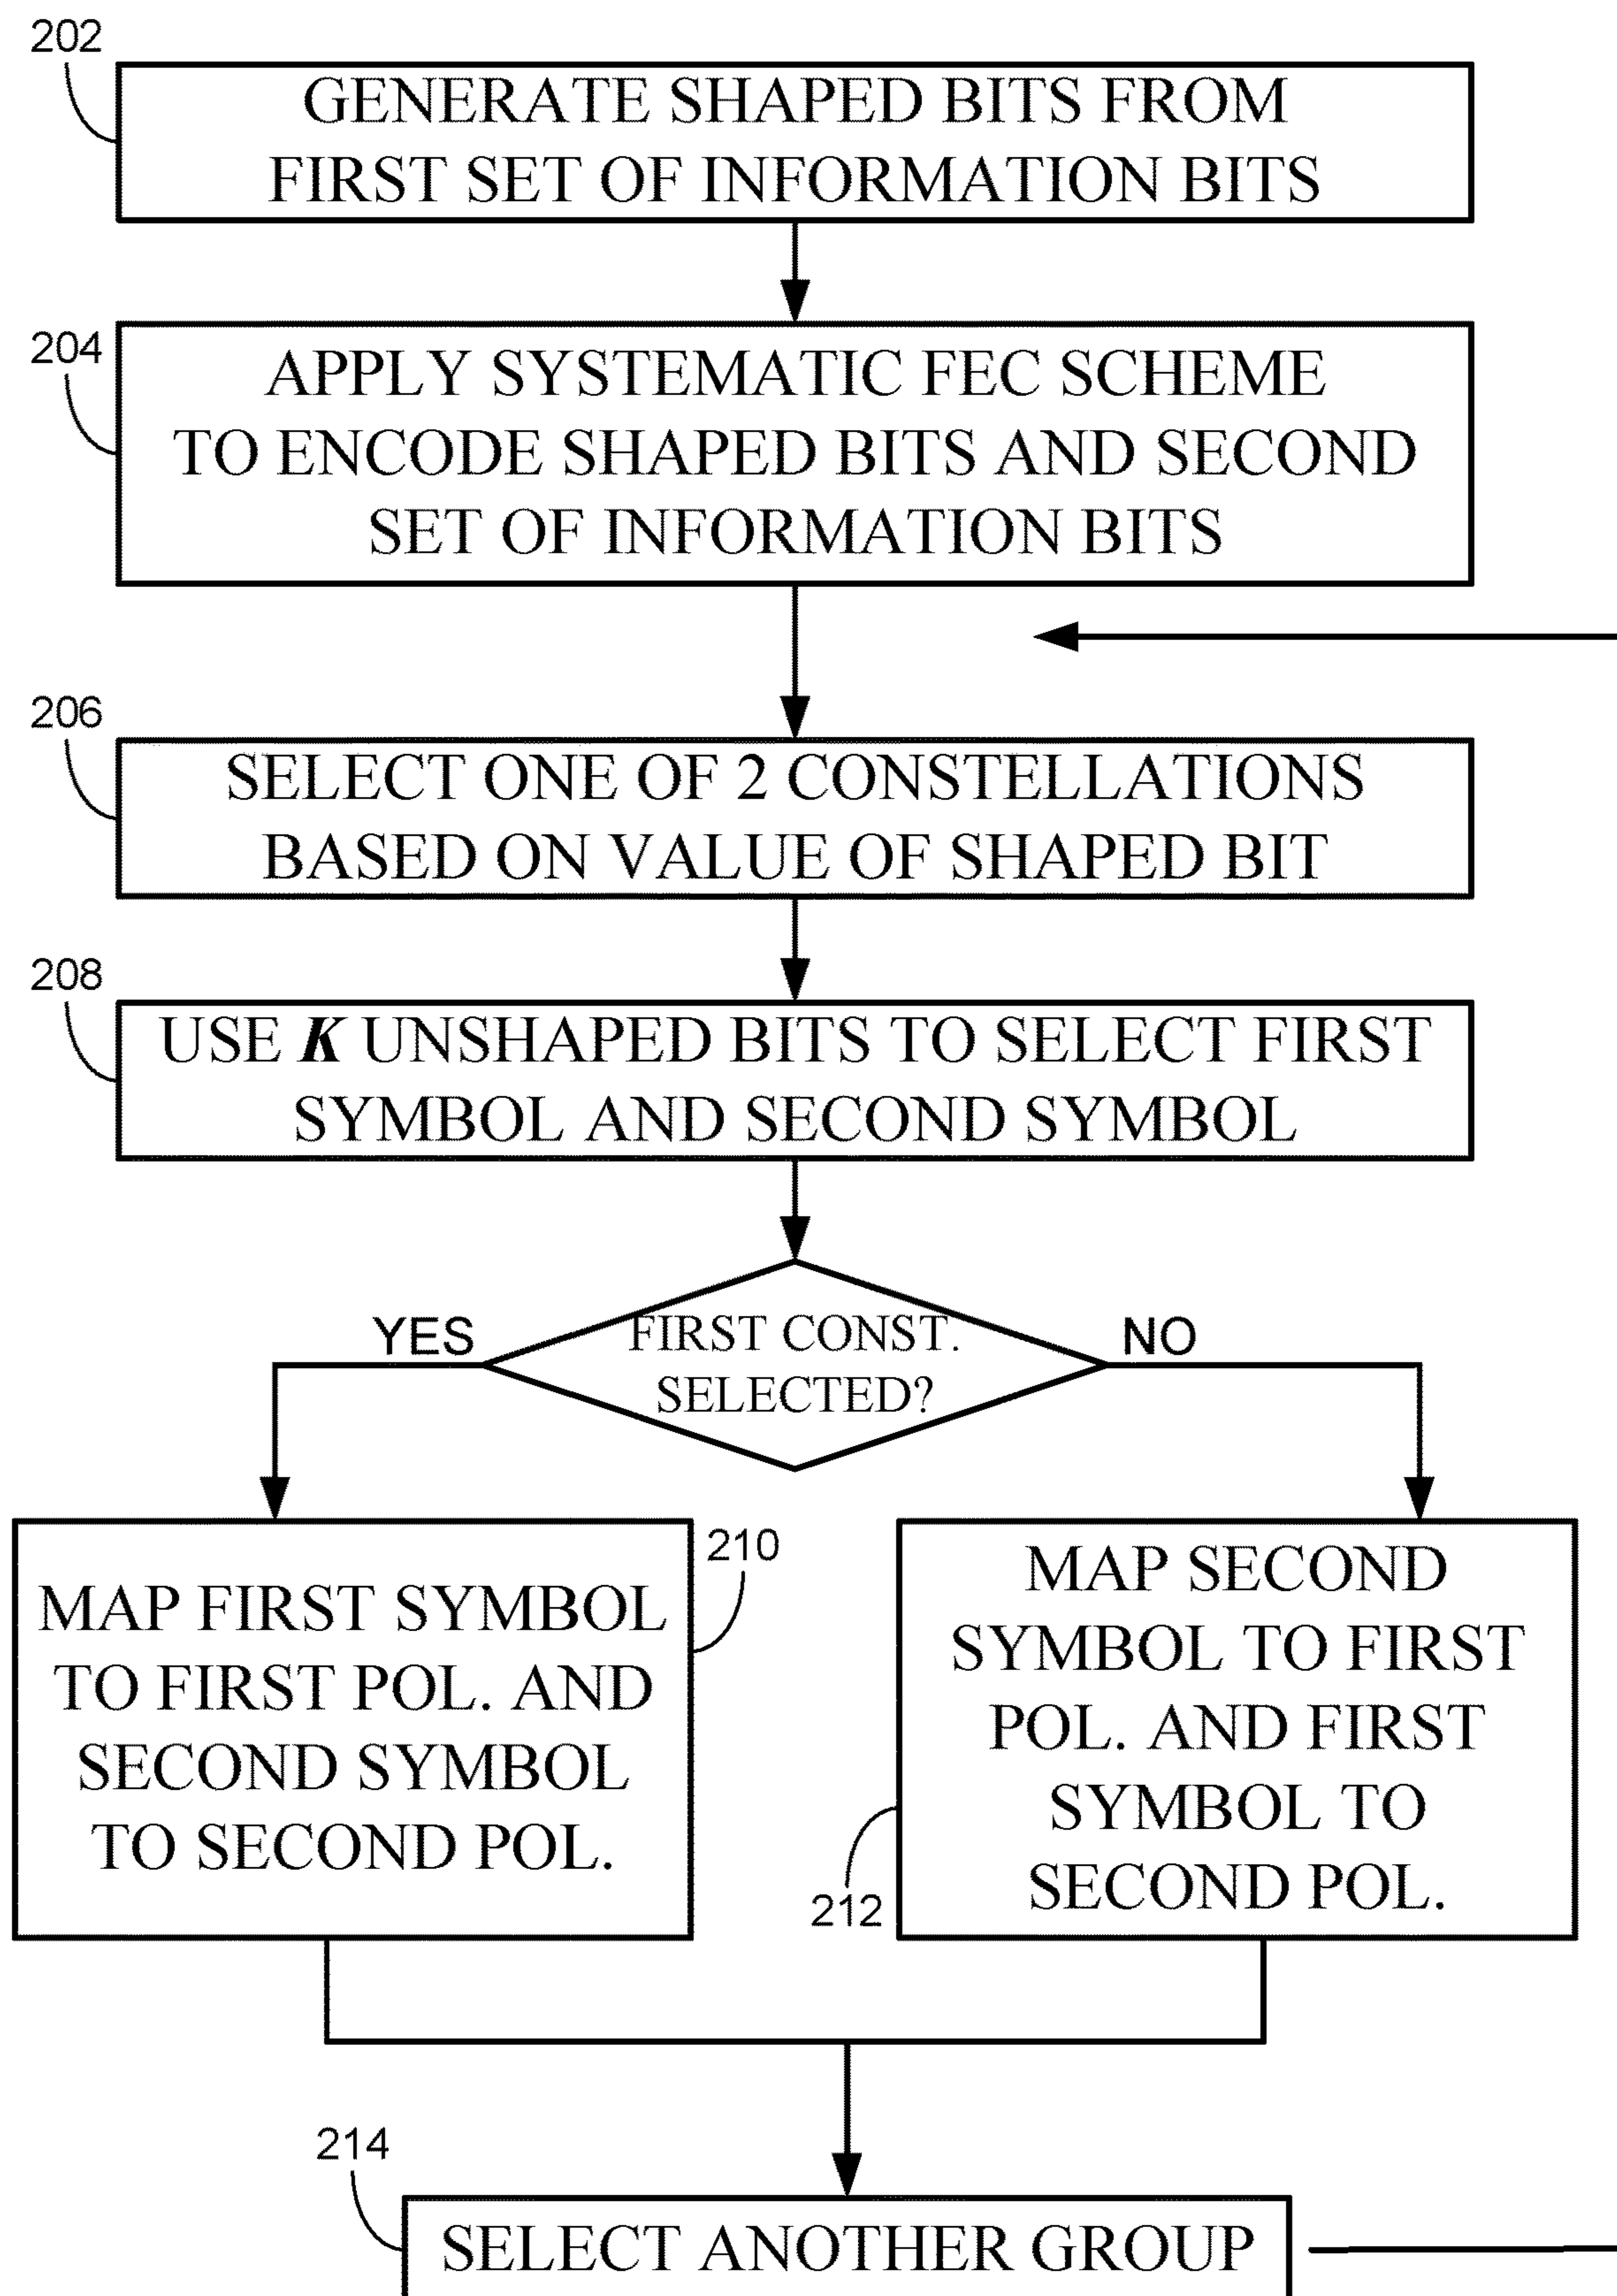 202
GENERATE SHAPED BITS FROM
FIRST SET OF INFORMATION BITS
204
APPLY SYSTEMATIC FEC SCHEME
TO ENCODE SHAPED BITS AND SECOND
SET OF INFORMATION BITS
206
SELECT ONE OF 2 CONSTELLATIONS
BASED ON VALUE OF SHAPED BIT
208
USE K UNSHAPED BITS TO SELECT FIRST
SYMBOL AND SECOND SYMBOL
YES
FIRST CONST.
SELECTED?
NO
210
MAP FIRST SYMBOL
TO FIRST POL. AND
SECOND SYMBOL
TO SECOND POL.
MAP SECOND
SYMBOL TO FIRST
POL. AND FIRST
SYMBOL TO
SECOND POL.
212
214
SELECT ANOTHER GROUP